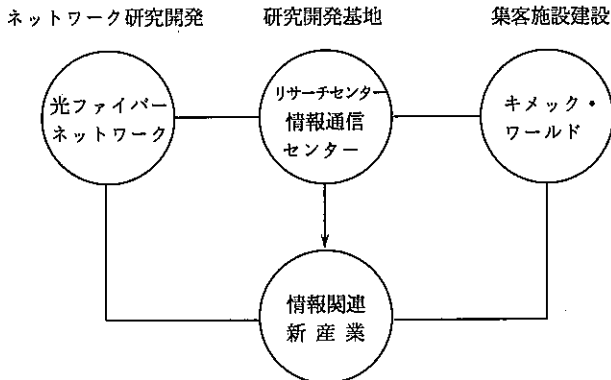 ネットワーク研究開発
研究開発基地
集客施設建設
光ファイバー
ネットワーク
リサーチセンター
情報通信
センター
キメック・
ワールド
情報関連
新産業